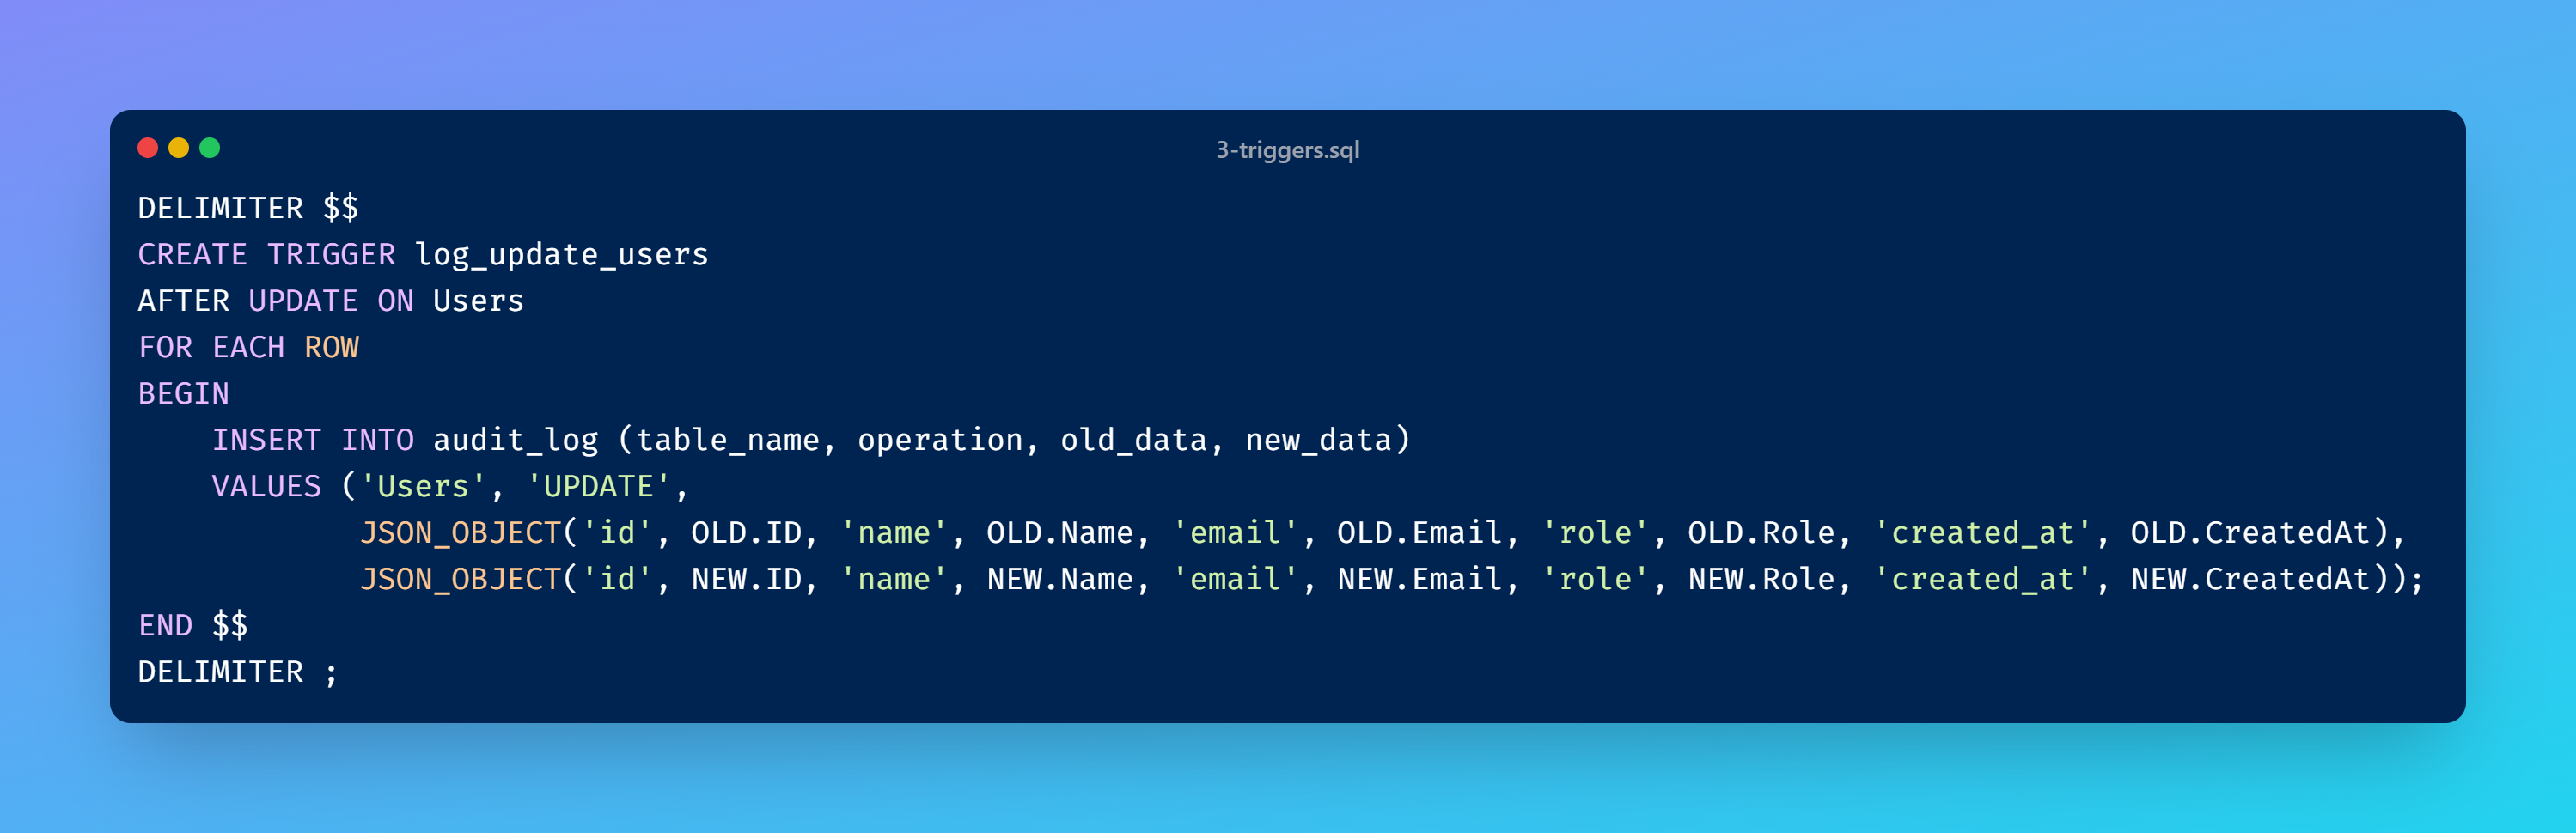 3-triggers.sql
DELIMITER $$
CREATE TRIGGER log_update_users
AFTER UPDATE ON Users
FOR EACH ROW
BEGIN
    INSERT INTO audit_log (table_name, operation, old_data, new_data)
    VALUES ('Users', 'UPDATE',
            JSON_OBJECT('id', OLD.ID, 'name', OLD.Name, 'email', OLD.Email, 'role', OLD.Role, 'created_at', OLD.CreatedAt),
            JSON_OBJECT('id', NEW.ID, 'name', NEW.Name, 'email', NEW.Email, 'role', NEW.Role, 'created_at', NEW.CreatedAt));
END $$
DELIMITER ;